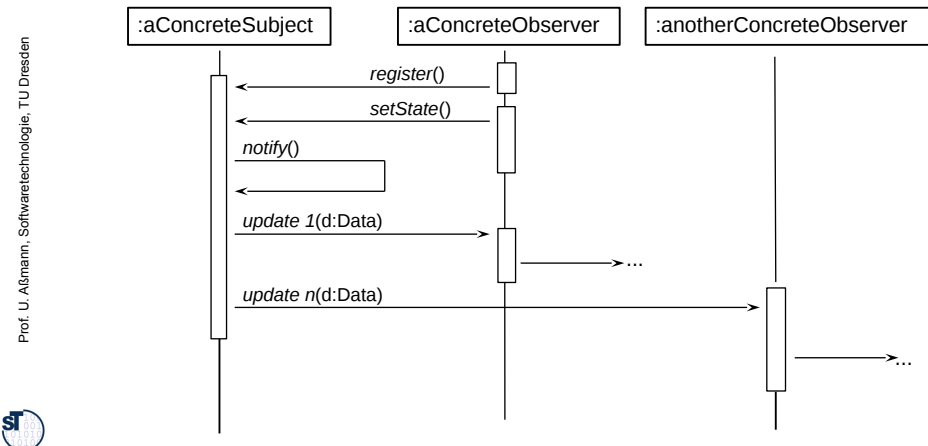 :aConcreteSubject
:aConcreteObserver
:anotherConcreteObserver
register()
setState()
notify()
update 1(d:Data)
...
update n(d:Data)
...
Prof. U. Aßmann, Softwaretechnologie, TU Dresden
ST